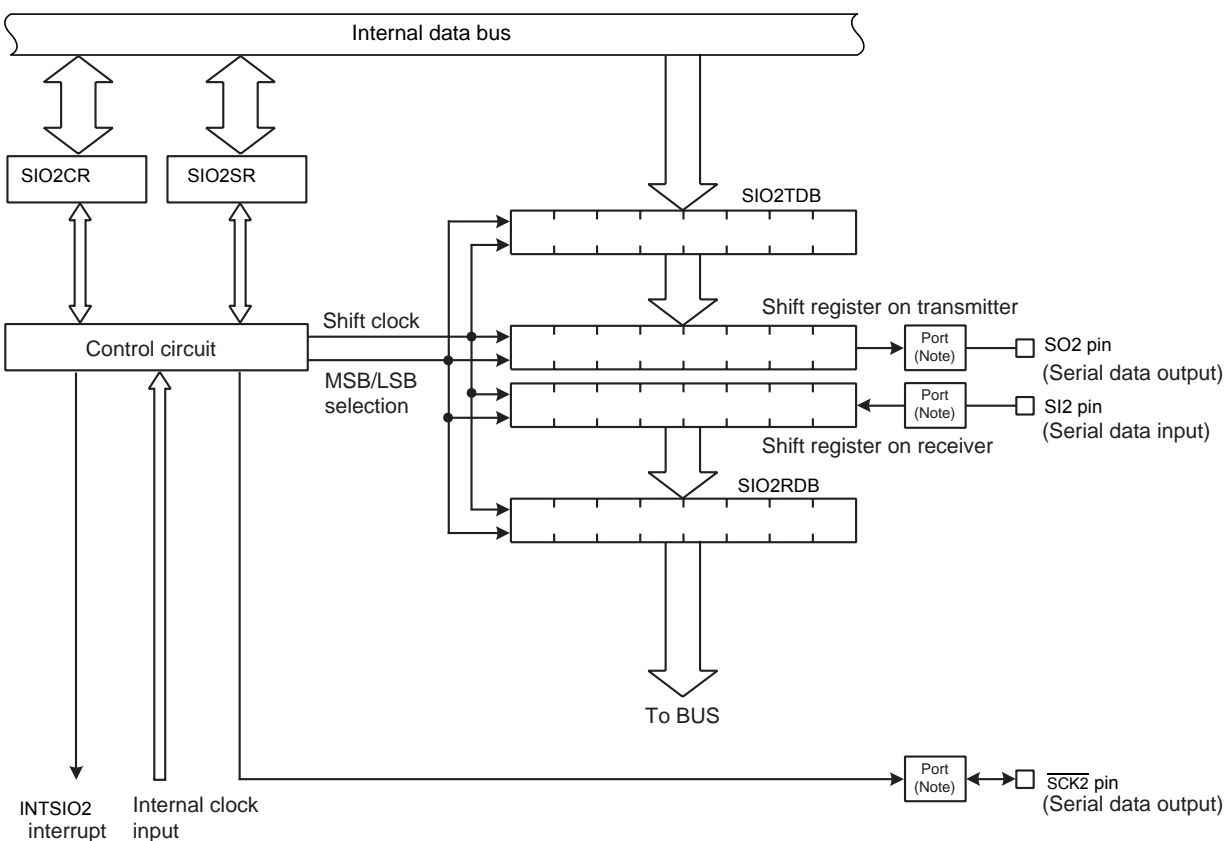 Internal data bus
SIO2CR
SIO2SR
SIO2TDB
Shift register on transmitter
Shift clock
Control circuit
MSB/LSB
selection
Port
(Note)
SO2 pin
(Serial data output)
Port
(Note)
SI2 pin
(Serial data input)
Shift register on receiver
SIO2RDB
To BUS
Port
(Note)
SCK2 pin
(Serial data output)
INTSIO2
interrupt
Internal clock
input